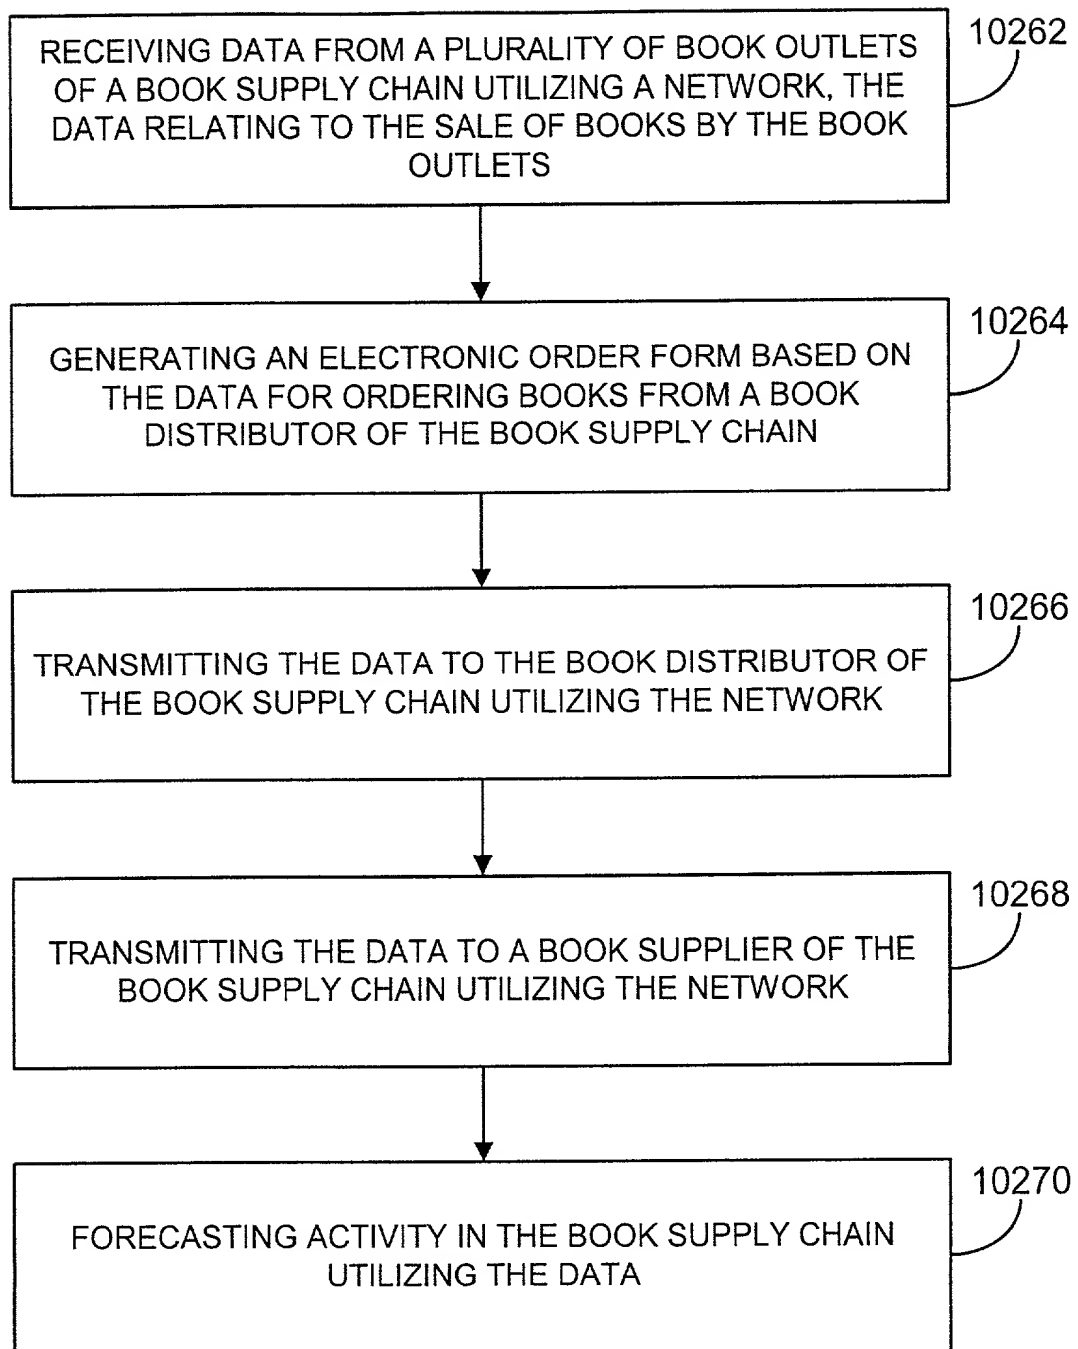 RECEIVING DATA FROM A PLURALITY OF BOOK OUTLETS
OF A BOOK SUPPLY CHAIN UTILIZING A NETWORK, THE
DATA RELATING TO THE SALE OF BOOKS BY THE BOOK
OUTLETS
10262
GENERATING AN ELECTRONIC ORDER FORM BASED ON
THE DATA FOR ORDERING BOOKS FROM A BOOK
DISTRIBUTOR OF THE BOOK SUPPLY CHAIN
10264
TRANSMITTING THE DATA TO THE BOOK DISTRIBUTOR OF
THE BOOK SUPPLY CHAIN UTILIZING THE NETWORK
10266
TRANSMITTING THE DATA TO A BOOK SUPPLIER OF THE
BOOK SUPPLY CHAIN UTILIZING THE NETWORK
10268
FORECASTING ACTIVITY IN THE BOOK SUPPLY CHAIN
UTILIZING THE DATA
10270